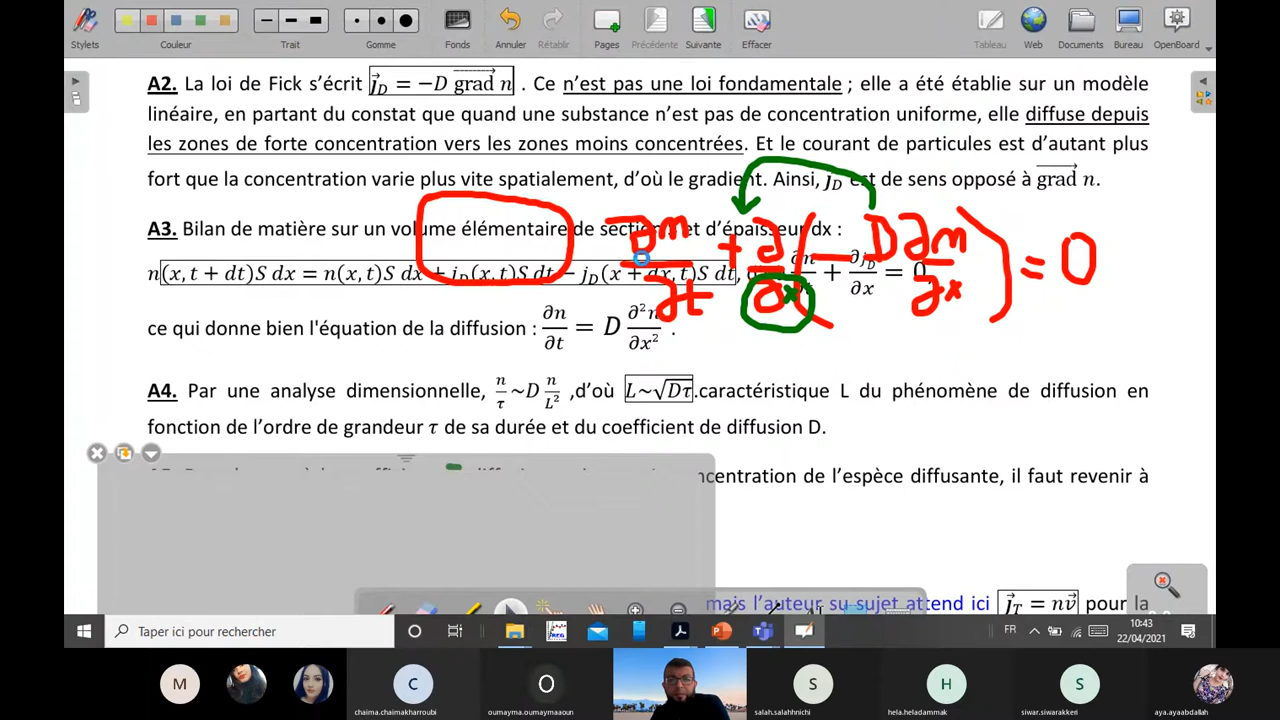 Stylets
Couleur
Trait
Gomme
Fonds
Annuler
Rétablir
Pages
Précédente
Suivante
Effacer
Tableau
Web
Documents
Bureau
OpenBoard
A2. La loi de Fick s'écrit j⃗_D = −D grad n . Ce n'est pas une loi fondamentale ; elle a été établie sur un modèle
linéaire, en partant du constat que quand une substance n'est pas de concentration uniforme, elle diffuse depuis
les zones de forte concentration vers les zones moins concentrées. Et le courant de particules est d'autant plus
fort que la concentration varie plus vite spatialement, d'où le gradient. Ainsi, j⃗_D est de sens opposé à grad n.
A3. Bilan de matière sur un volume élémentaire de section et d'épaisseur dx :
∂n/∂t + ∂/∂x (−D ∂n/∂x) = 0
n(x, t + dt)S dx = n(x, t)S dx + j_D(x, t)S dt − j_D(x + dx, t)S dt, ∂n + ∂j_D/∂x = 0,
ce qui donne bien l'équation de la diffusion : ∂n/∂t = D ∂²n/∂x² .
A4. Par une analyse dimensionnelle, n/τ ~ D n/L² ,d'où L~√Dτ.caractéristique L du phénomène de diffusion en
fonction de l'ordre de grandeur τ de sa durée et du coefficient de diffusion D.
concentration de l'espèce diffusante, il faut revenir à
mais l'auteur su sujet attend ici j⃗_T = nv⃗ pour la
Taper ici pour rechercher
FR
10:43
22/04/2021
M
C
chaima.chaimakharroubi
O
oumayma.oumaymaaoun
S
salah.salahhnichi
H
hela.heladammak
S
siwar.siwarakkeri
aya.ayaabdallah